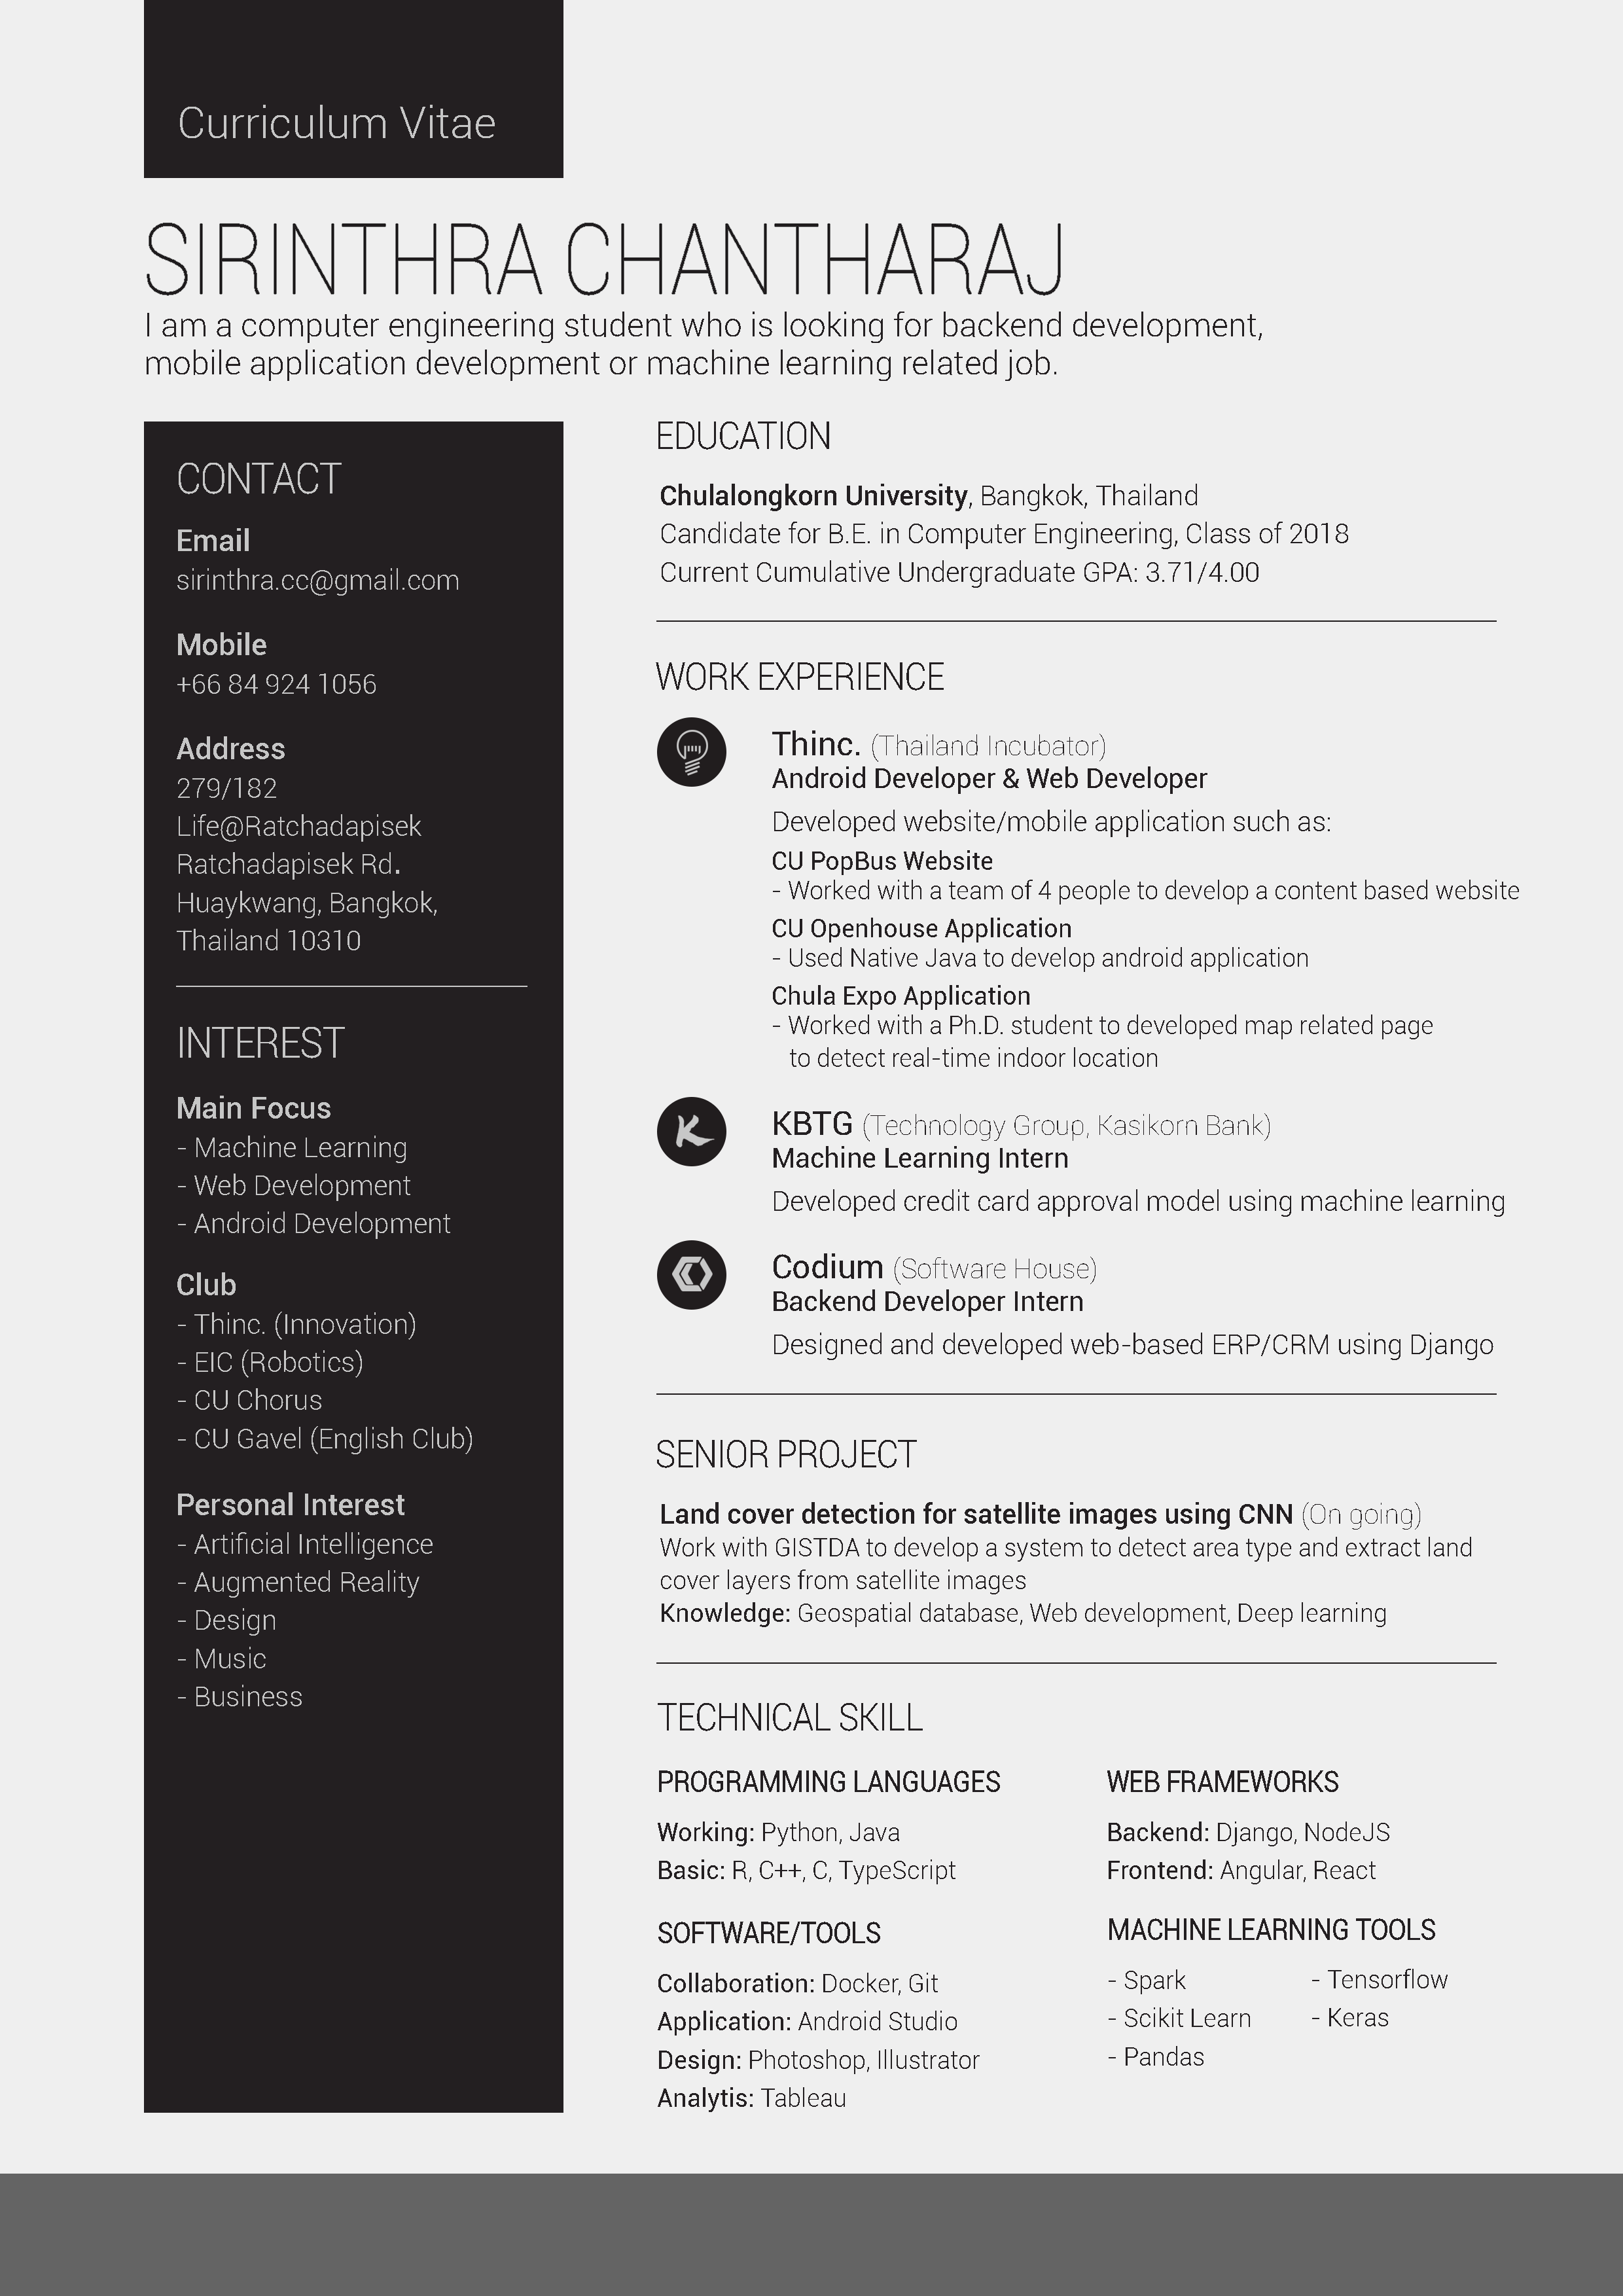 Curriculum Vitae
SIRINTHRA CHANTHARAJ
I am a computer engineering student who is looking for backend development,
mobile application development or machine learning related job.
CONTACT
Email
sirinthra.cc@gmail.com
Mobile
+66 84 924 1056
Address
279/182
Life@Ratchadapisek
Ratchadapisek Rd.
Huaykwang, Bangkok,
Thailand 10310
INTEREST
Main Focus
- Machine Learning
- Web Development
- Android Development
Club
- Thinc. (Innovation)
- EIC (Robotics)
- CU Chorus
- CU Gavel (English Club)
Personal Interest
- Artificial Intelligence
- Augmented Reality
- Design
- Music
- Business
EDUCATION
Chulalongkorn University, Bangkok, Thailand
Candidate for B.E. in Computer Engineering, Class of 2018
Current Cumulative Undergraduate GPA: 3.71/4.00
WORK EXPERIENCE
Thinc. (Thailand Incubator)
Android Developer & Web Developer
Developed website/mobile application such as:
CU PopBus Website
- Worked with a team of 4 people to develop a content based website
CU Openhouse Application
- Used Native Java to develop android application
Chula Expo Application
- Worked with a Ph.D. student to developed map related page
to detect real-time indoor location
K
KBTG (Technology Group, Kasikorn Bank)
Machine Learning Intern
Developed credit card approval model using machine learning
Codium (Software House)
Backend Developer Intern
Designed and developed web-based ERP/CRM using Django
SENIOR PROJECT
Land cover detection for satellite images using CNN (On going)
Work with GISTDA to develop a system to detect area type and extract land
cover layers from satellite images
Knowledge: Geospatial database, Web development, Deep learning
TECHNICAL SKILL
PROGRAMMING LANGUAGES
Working: Python, Java
Basic: R, C++, C, TypeScript
SOFTWARE/TOOLS
Collaboration: Docker, Git
Application: Android Studio
Design: Photoshop, Illustrator
Analytis: Tableau
WEB FRAMEWORKS
Backend: Django, NodeJS
Frontend: Angular, React
MACHINE LEARNING TOOLS
- Spark
- Scikit Learn
- Pandas
- Tensorflow
- Keras